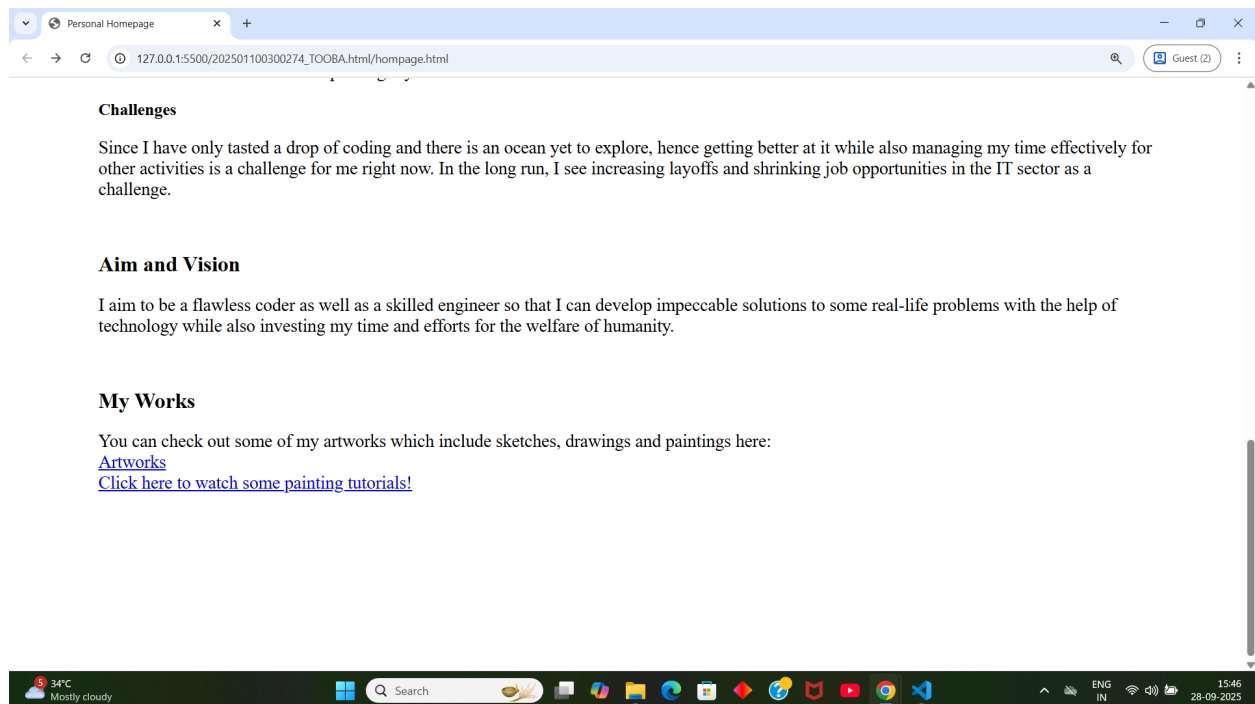 Personal Homepage
127.0.0.1:5500/202501100300274_TOOBA.html/hompage.html
Guest (2)
Challenges
Since I have only tasted a drop of coding and there is an ocean yet to explore, hence getting better at it while also managing my time effectively for
other activities is a challenge for me right now. In the long run, I see increasing layoffs and shrinking job opportunities in the IT sector as a
challenge.
Aim and Vision
I aim to be a flawless coder as well as a skilled engineer so that I can develop impeccable solutions to some real-life problems with the help of
technology while also investing my time and efforts for the welfare of humanity.
My Works
You can check out some of my artworks which include sketches, drawings and paintings here:
Artworks
Click here to watch some painting tutorials!
5
34°C
Mostly cloudy
Search
ENG
IN
15:46
28-09-2025